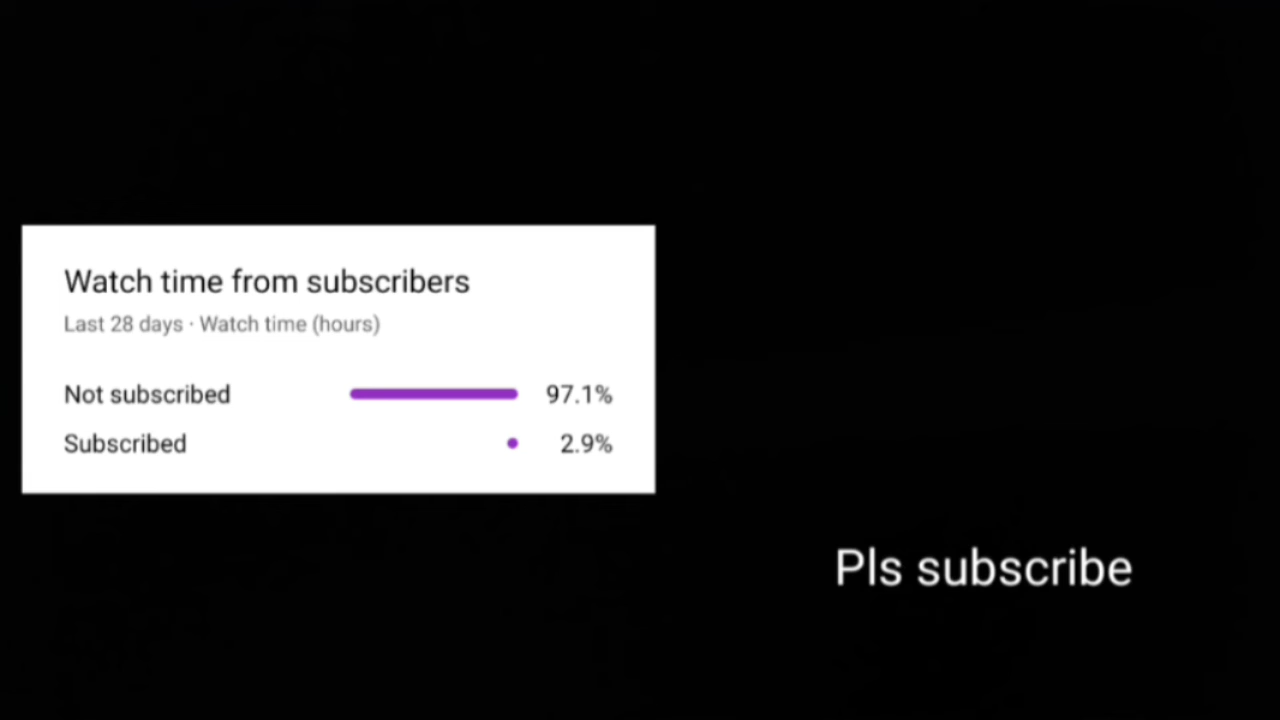 Watch time from subscribers
Last 28 days · Watch time (hours)
Not subscribed 97.1%
Subscribed 2.9%
Pls subscribe